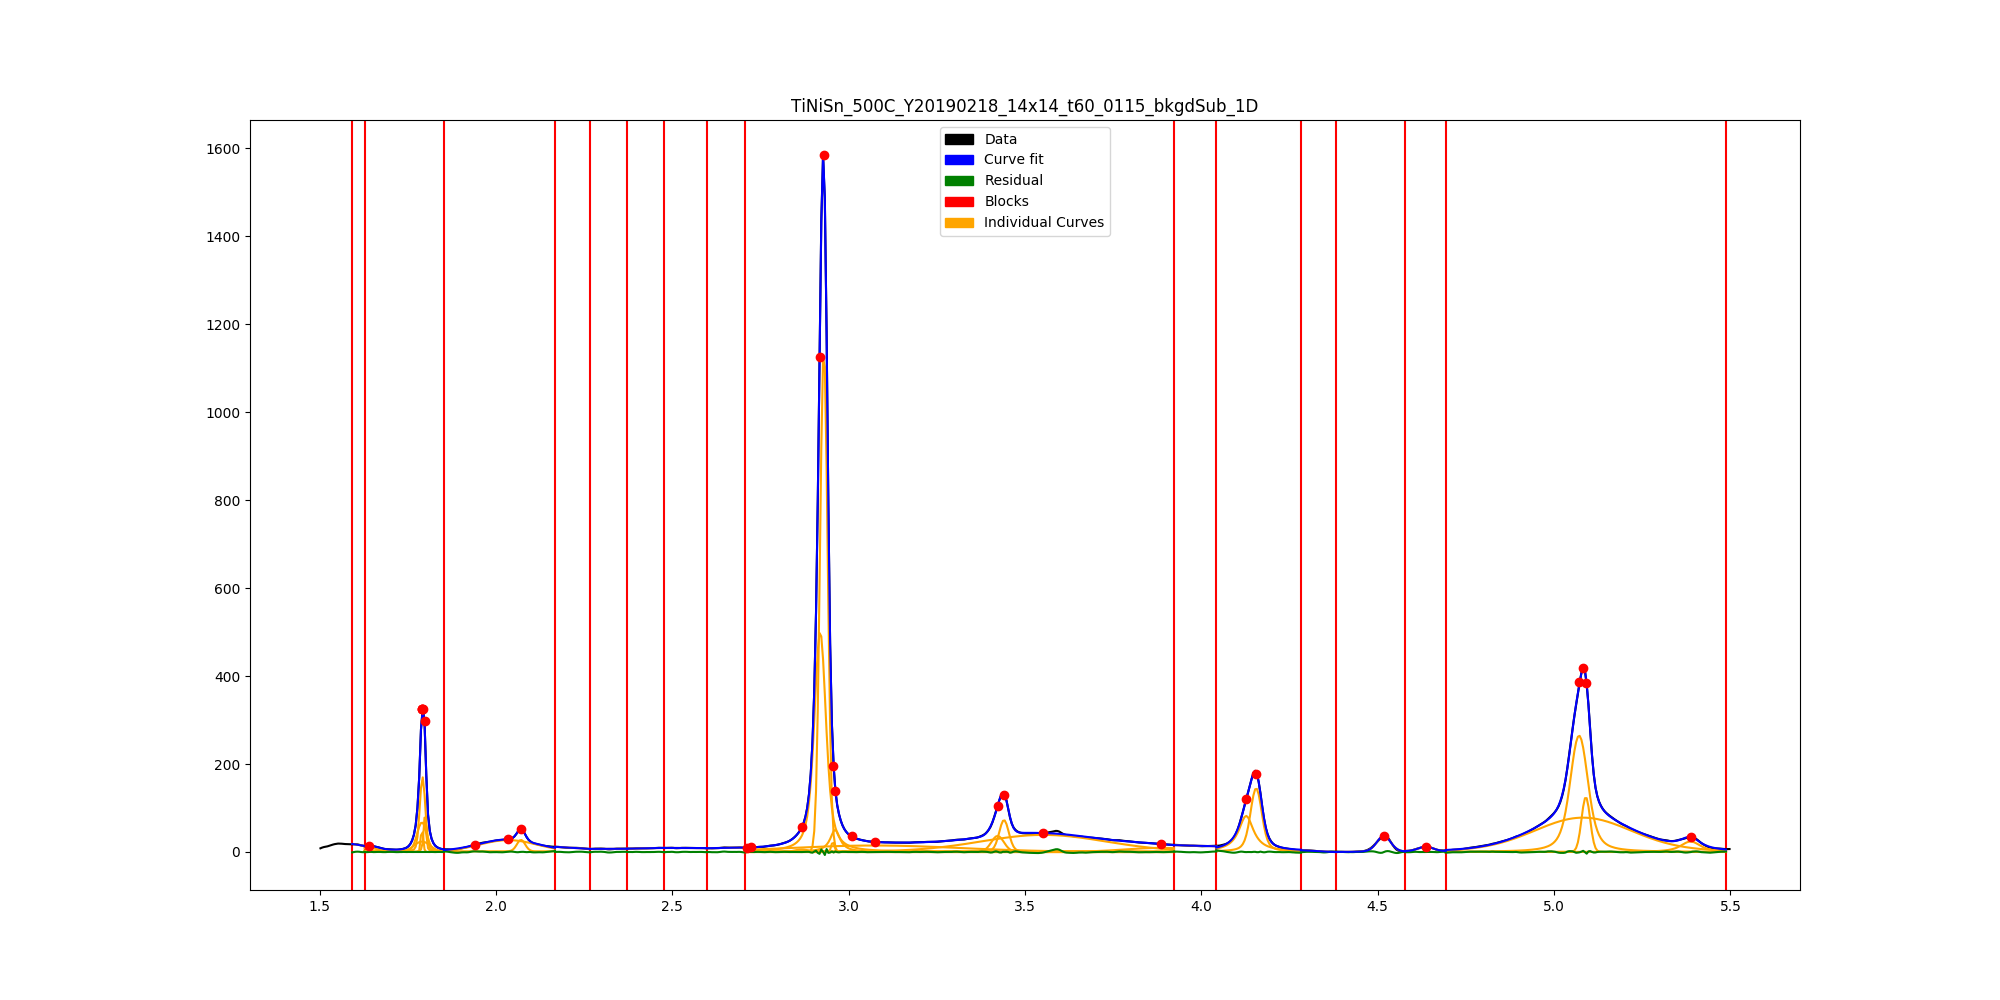 TiNiSn_500C_Y20190218_14x14_t60_0115_bkgdSub_1D
Data
Curve fit
Residual
Blocks
Individual Curves
1600
1400
1200
1000
800
600
400
200
0
1.5 2.0 2.5 3.0 3.5 4.0 4.5 5.0 5.5